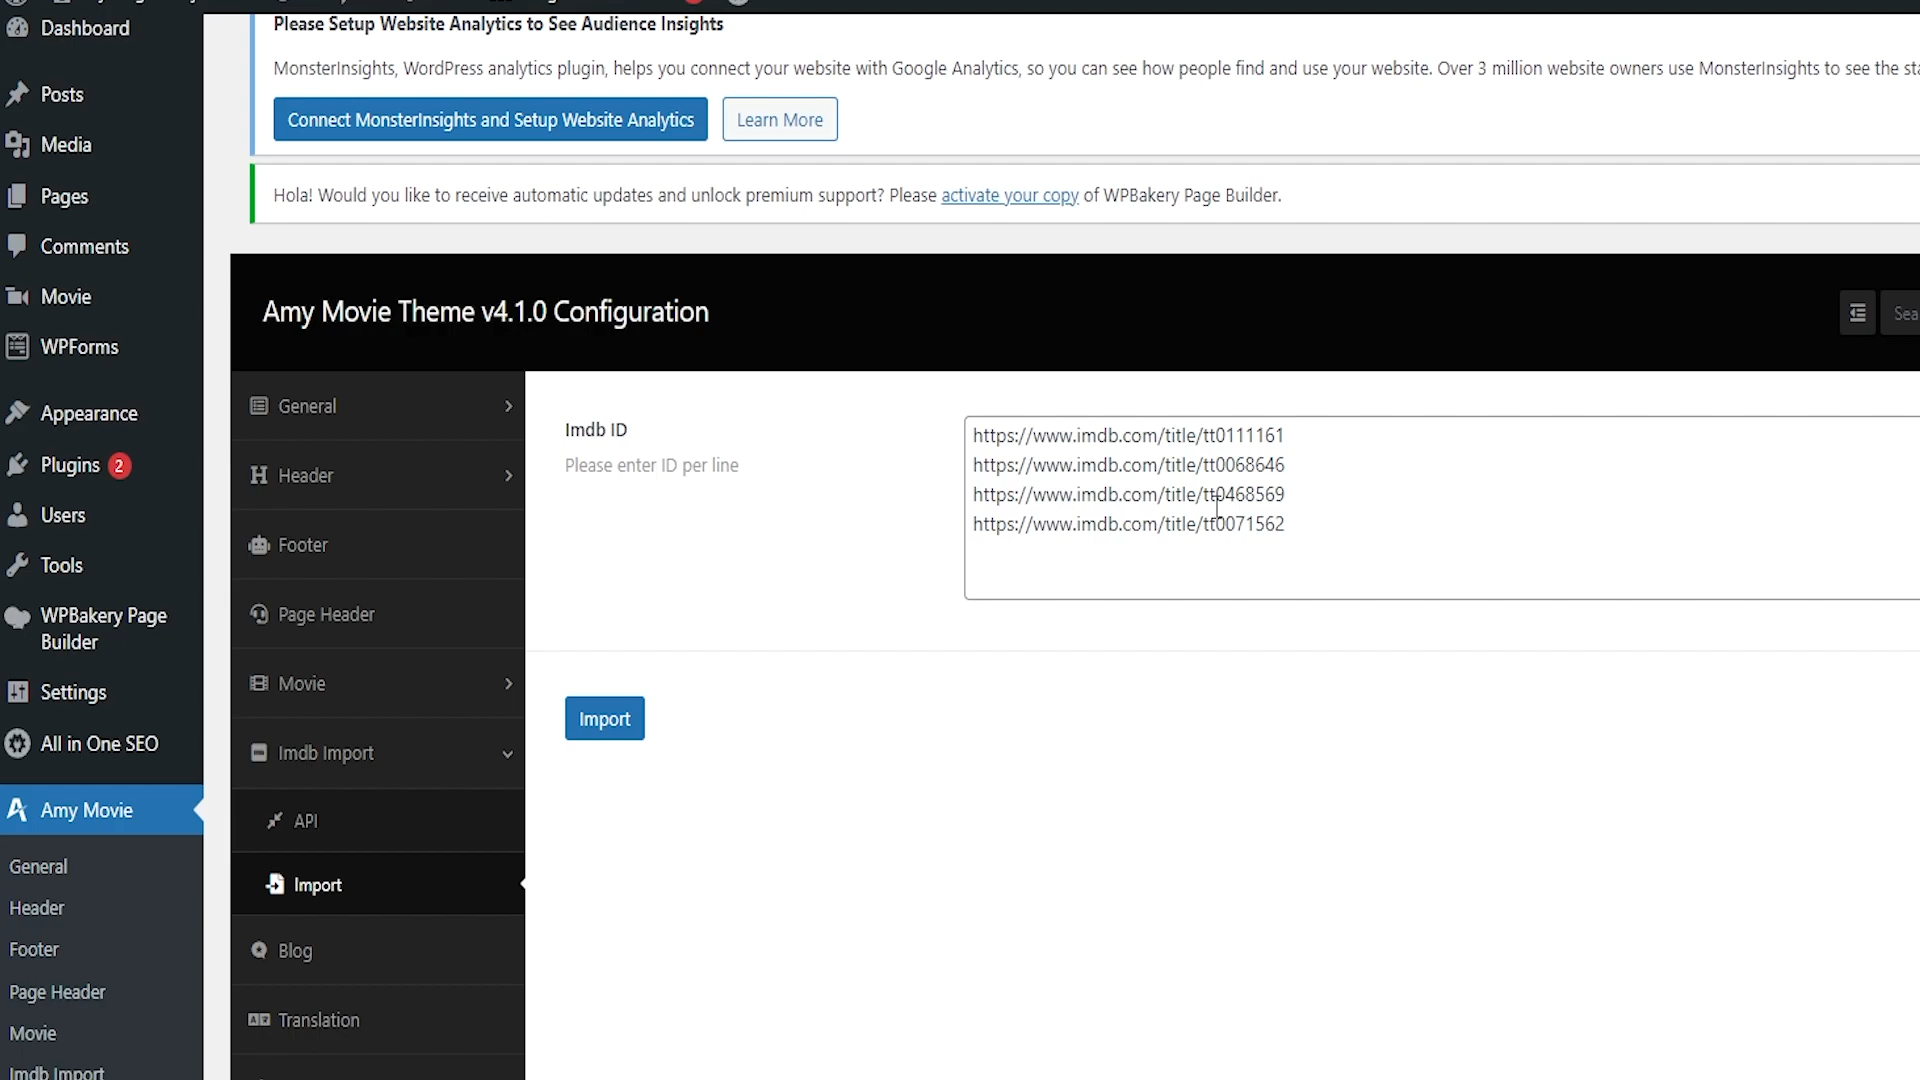 Dashboard
Posts
Media
Pages
Comments
Movie
WPForms
Appearance
Plugins 2
Users
Tools
WPBakery Page
Builder
Settings
All in One SEO
Amy Movie
General
Header
Footer
Page Header
Movie
Imdb Import
Please Setup Website Analytics to See Audience Insights
MonsterInsights, WordPress analytics plugin, helps you connect your website with Google Analytics, so you can see how people find and use your website. Over 3 million website owners use MonsterInsights to see the sta
Connect MonsterInsights and Setup Website Analytics
Learn More
Hola! Would you like to receive automatic updates and unlock premium support? Please activate your copy of WPBakery Page Builder.
Amy Movie Theme v4.1.0 Configuration
Sea
General
Header
Footer
Page Header
Movie
Imdb Import
API
Import
Blog
Translation
Imdb ID
Please enter ID per line
https://www.imdb.com/title/tt0111161
https://www.imdb.com/title/tt0068646
https://www.imdb.com/title/tt0468569
https://www.imdb.com/title/tt0071562
Import